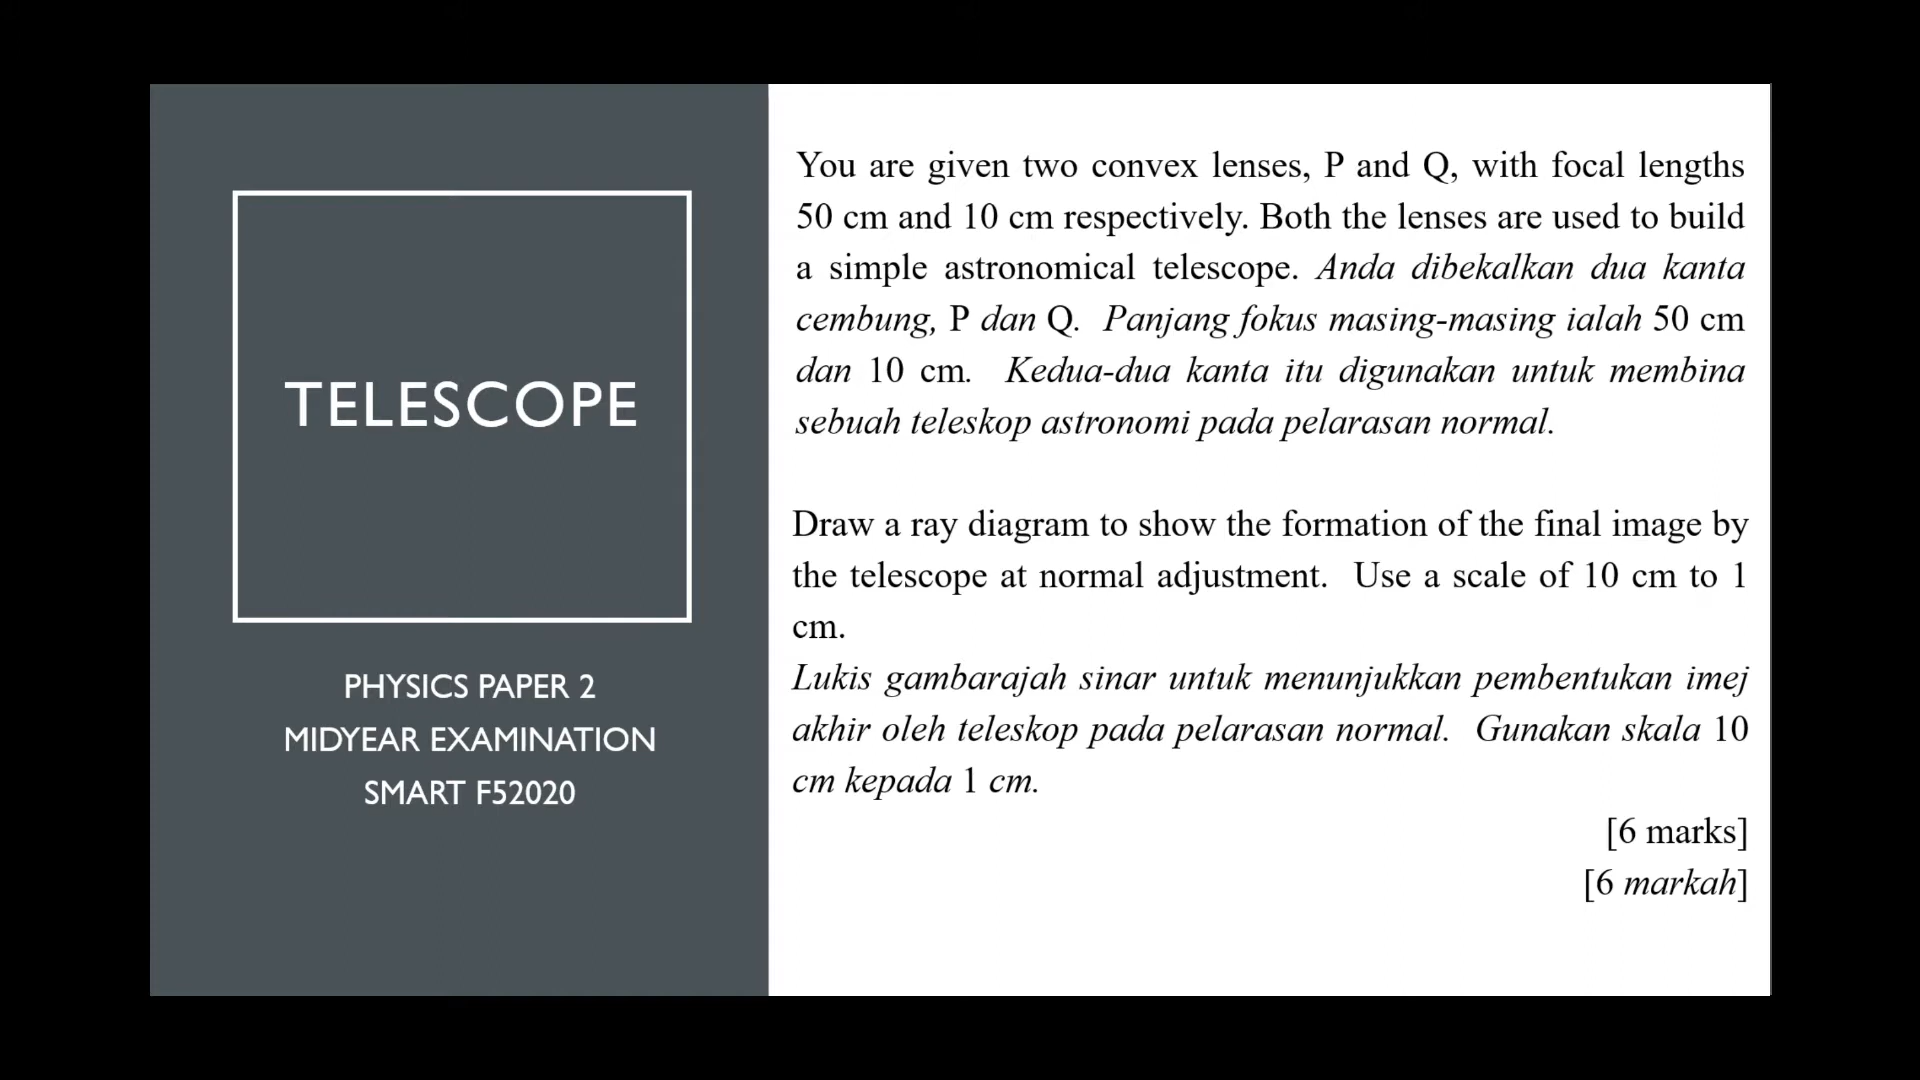 TELESCOPE
PHYSICS PAPER 2
MIDYEAR EXAMINATION
SMART F52020
You are given two convex lenses, P and Q, with focal lengths
50 cm and 10 cm respectively. Both the lenses are used to build
a simple astronomical telescope. Anda dibekalkan dua kanta
cembung, P dan Q. Panjang fokus masing-masing ialah 50 cm
dan 10 cm. Kedua-dua kanta itu digunakan untuk membina
sebuah teleskop astronomi pada pelarasan normal.
Draw a ray diagram to show the formation of the final image by
the telescope at normal adjustment. Use a scale of 10 cm to 1
cm.
Lukis gambarajah sinar untuk menunjukkan pembentukan imej
akhir oleh teleskop pada pelarasan normal. Gunakan skala 10
cm kepada 1 cm.
[6 marks]
[6 markah]